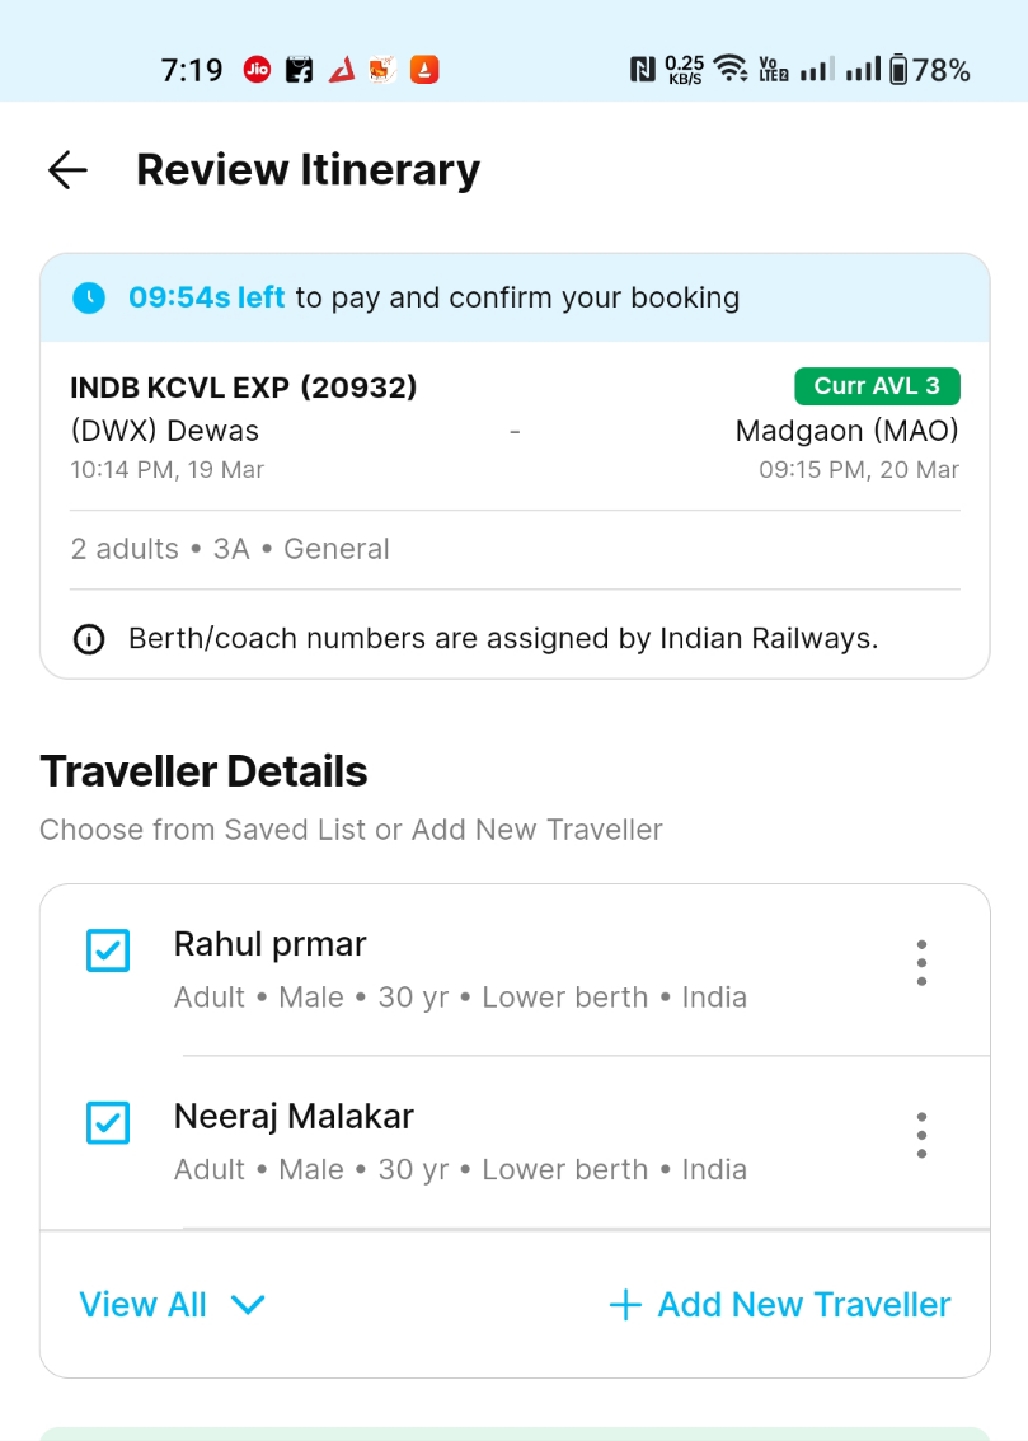 7:19 Jio 0.25 KB/S Vo LTE2 78%
Review Itinerary
09:54s left to pay and confirm your booking
INDB KCVL EXP (20932) Curr AVL 3
(DWX) Dewas - Madgaon (MAO)
10:14 PM, 19 Mar 09:15 PM, 20 Mar
2 adults • 3A • General
Berth/coach numbers are assigned by Indian Railways.
Traveller Details
Choose from Saved List or Add New Traveller
Rahul prmar
Adult • Male • 30 yr • Lower berth • India
Neeraj Malakar
Adult • Male • 30 yr • Lower berth • India
View All + Add New Traveller